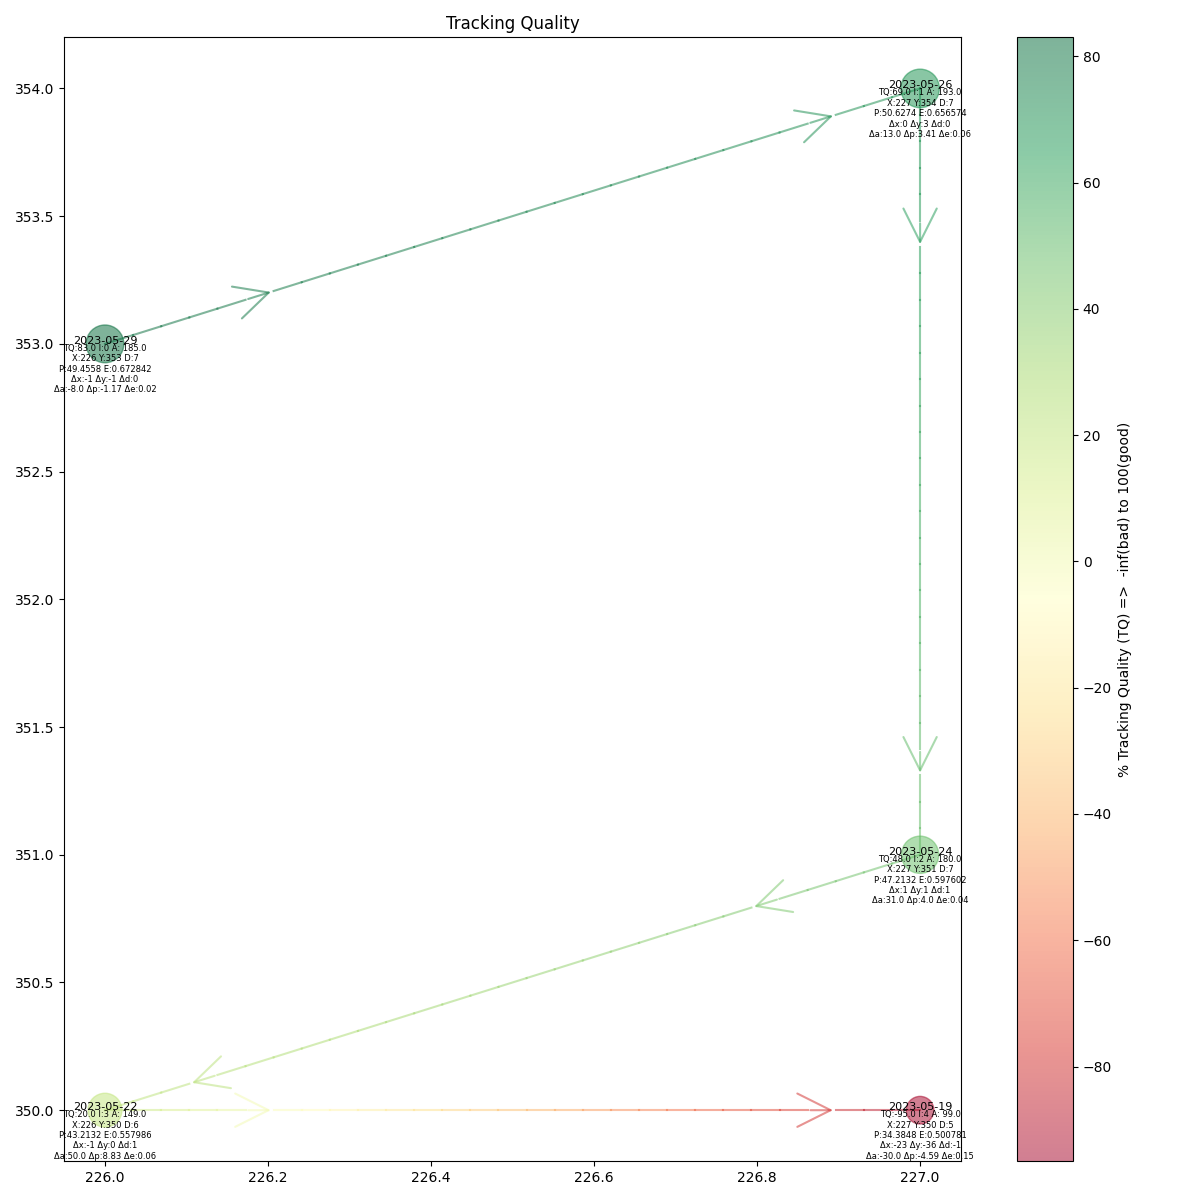 Tracking Quality
354.0
353.5
353.0
352.5
352.0
351.5
351.0
350.5
350.0
2023-05-26
TQ:69.0 I:1 A: 193.0
X:227 Y:354 D:7
P:50.6274 E:0.656574
Δx:0 Δy:3 Δd:0
Δa:13.0 Δp:3.41 Δe:0.06
2023-05-29
TQ:83.0 I:0 A: 185.0
X:226 Y:353 D:7
P:49.4558 E:0.672842
Δx:-1 Δy:-1 Δd:0
Δa:-8.0 Δp:-1.17 Δe:0.02
2023-05-24
TQ:48.0 I:2 A: 180.0
X:227 Y:351 D:7
P:47.2132 E:0.597602
Δx:1 Δy:1 Δd:1
Δa:31.0 Δp:4.0 Δe:0.04
2023-05-22
TQ:20.0 I:3 A: 149.0
X:226 Y:350 D:6
P:43.2132 E:0.557986
Δx:-1 Δy:0 Δd:1
Δa:50.0 Δp:8.83 Δe:0.06
2023-05-19
TQ:-95.0 I:4 A: 99.0
X:227 Y:350 D:5
P:34.3848 E:0.500781
Δx:-23 Δy:-36 Δd:-1
Δa:-30.0 Δp:-4.59 Δe:0.15
226.0 226.2 226.4 226.6 226.8 227.0
80
60
40
20
0
−20
−40
−60
−80
% Tracking Quality (TQ) => -inf(bad) to 100(good)